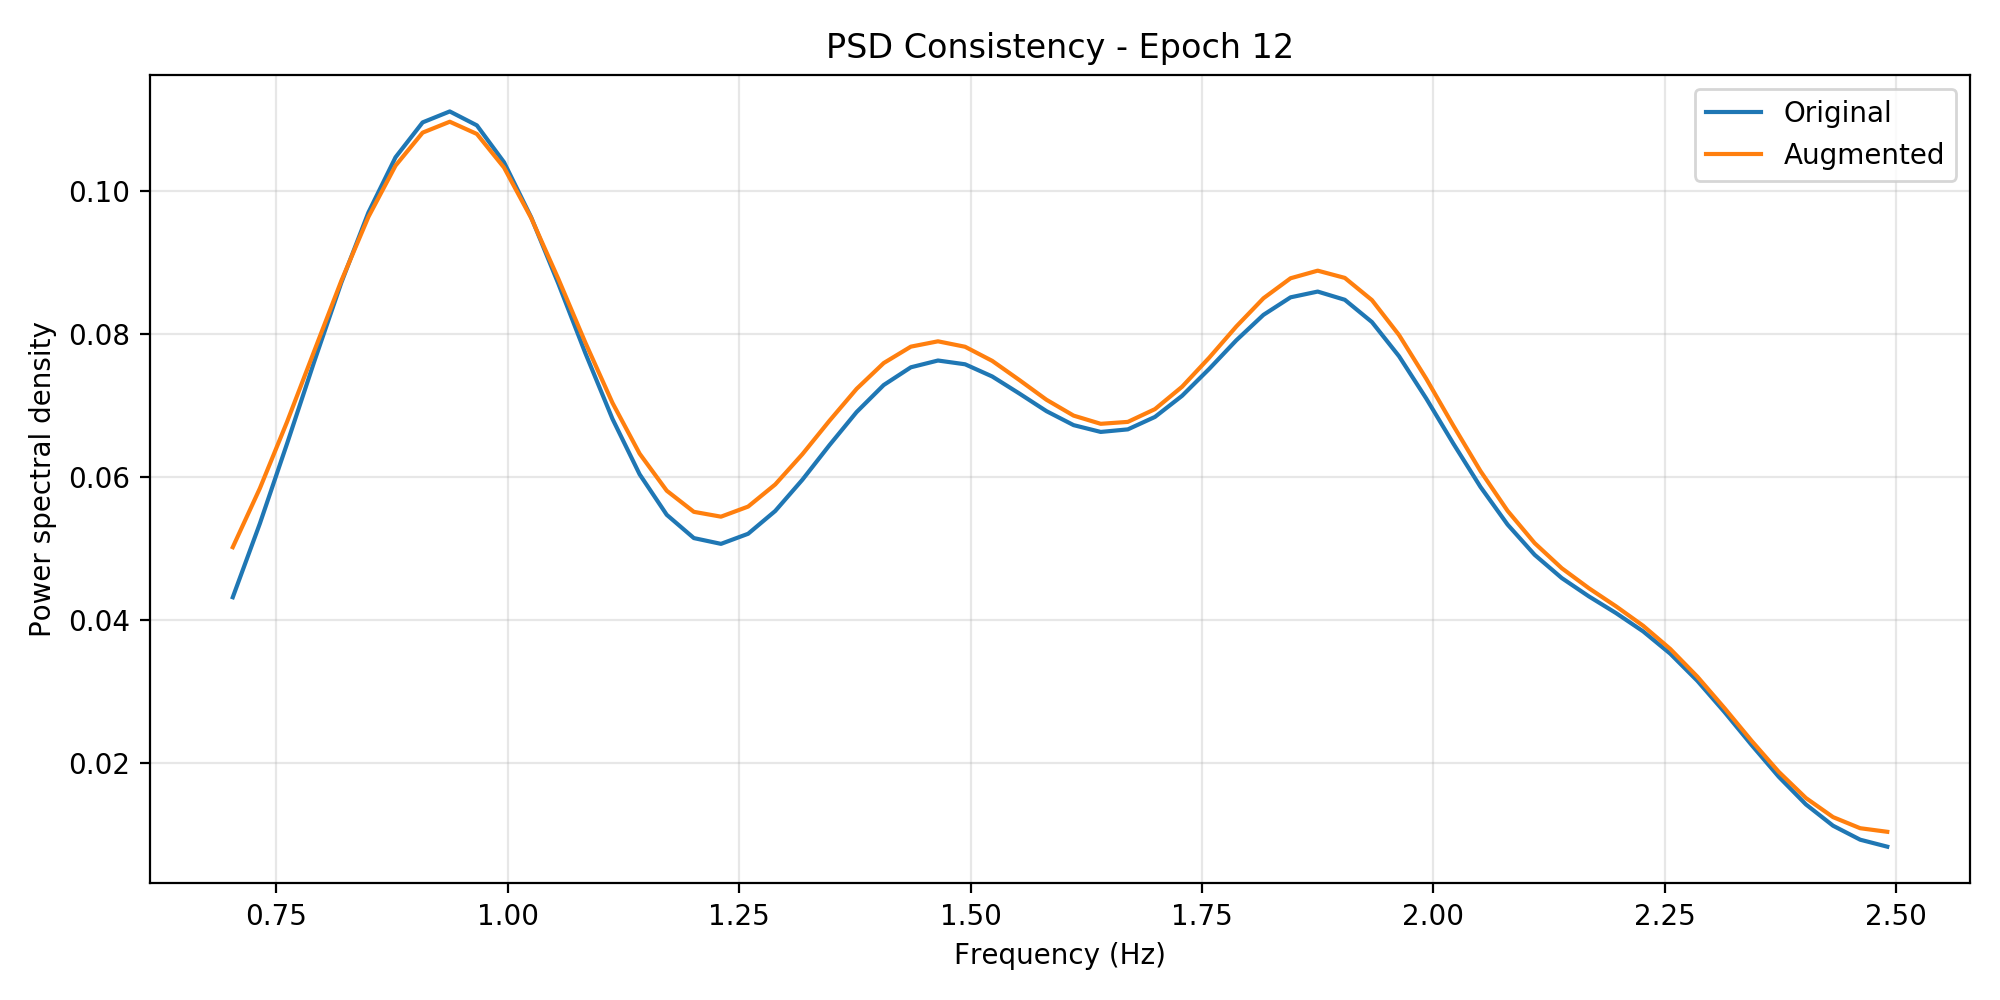 PSD Consistency - Epoch 12
Original
Augmented
Power spectral density
0.10
0.08
0.06
0.04
0.02
0.75 1.00 1.25 1.50 1.75 2.00 2.25 2.50
Frequency (Hz)